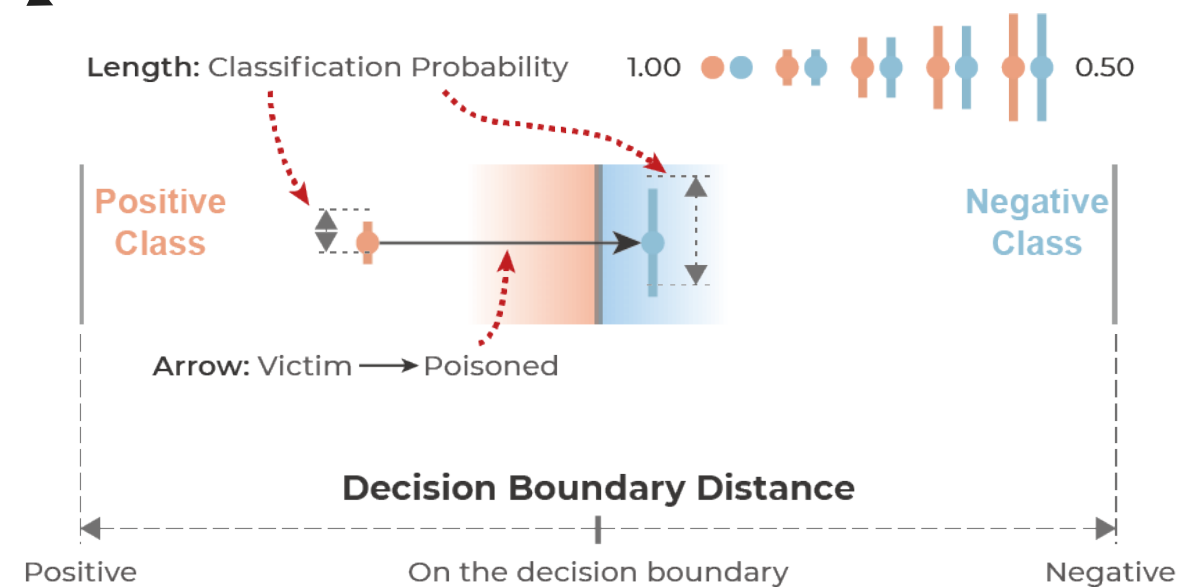 Length: Classification Probability
1.00
0.50
Positive
Class
Negative
Class
Arrow: Victim Poisoned
Decision Boundary Distance
Positive
On the decision boundary
Negative